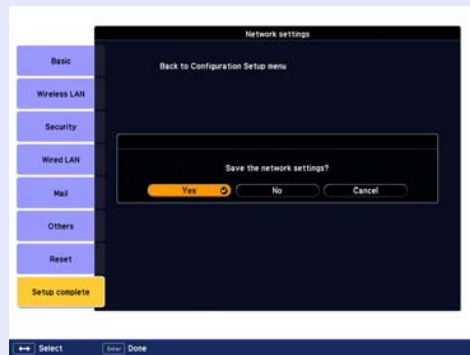 Network settings
Basic
Back to Configuration Setup menu
Wireless LAN
Security
Wired LAN
Save the network settings?
Yes No Cancel
Mail
Others
Reset
Setup complete
Select Enter Done